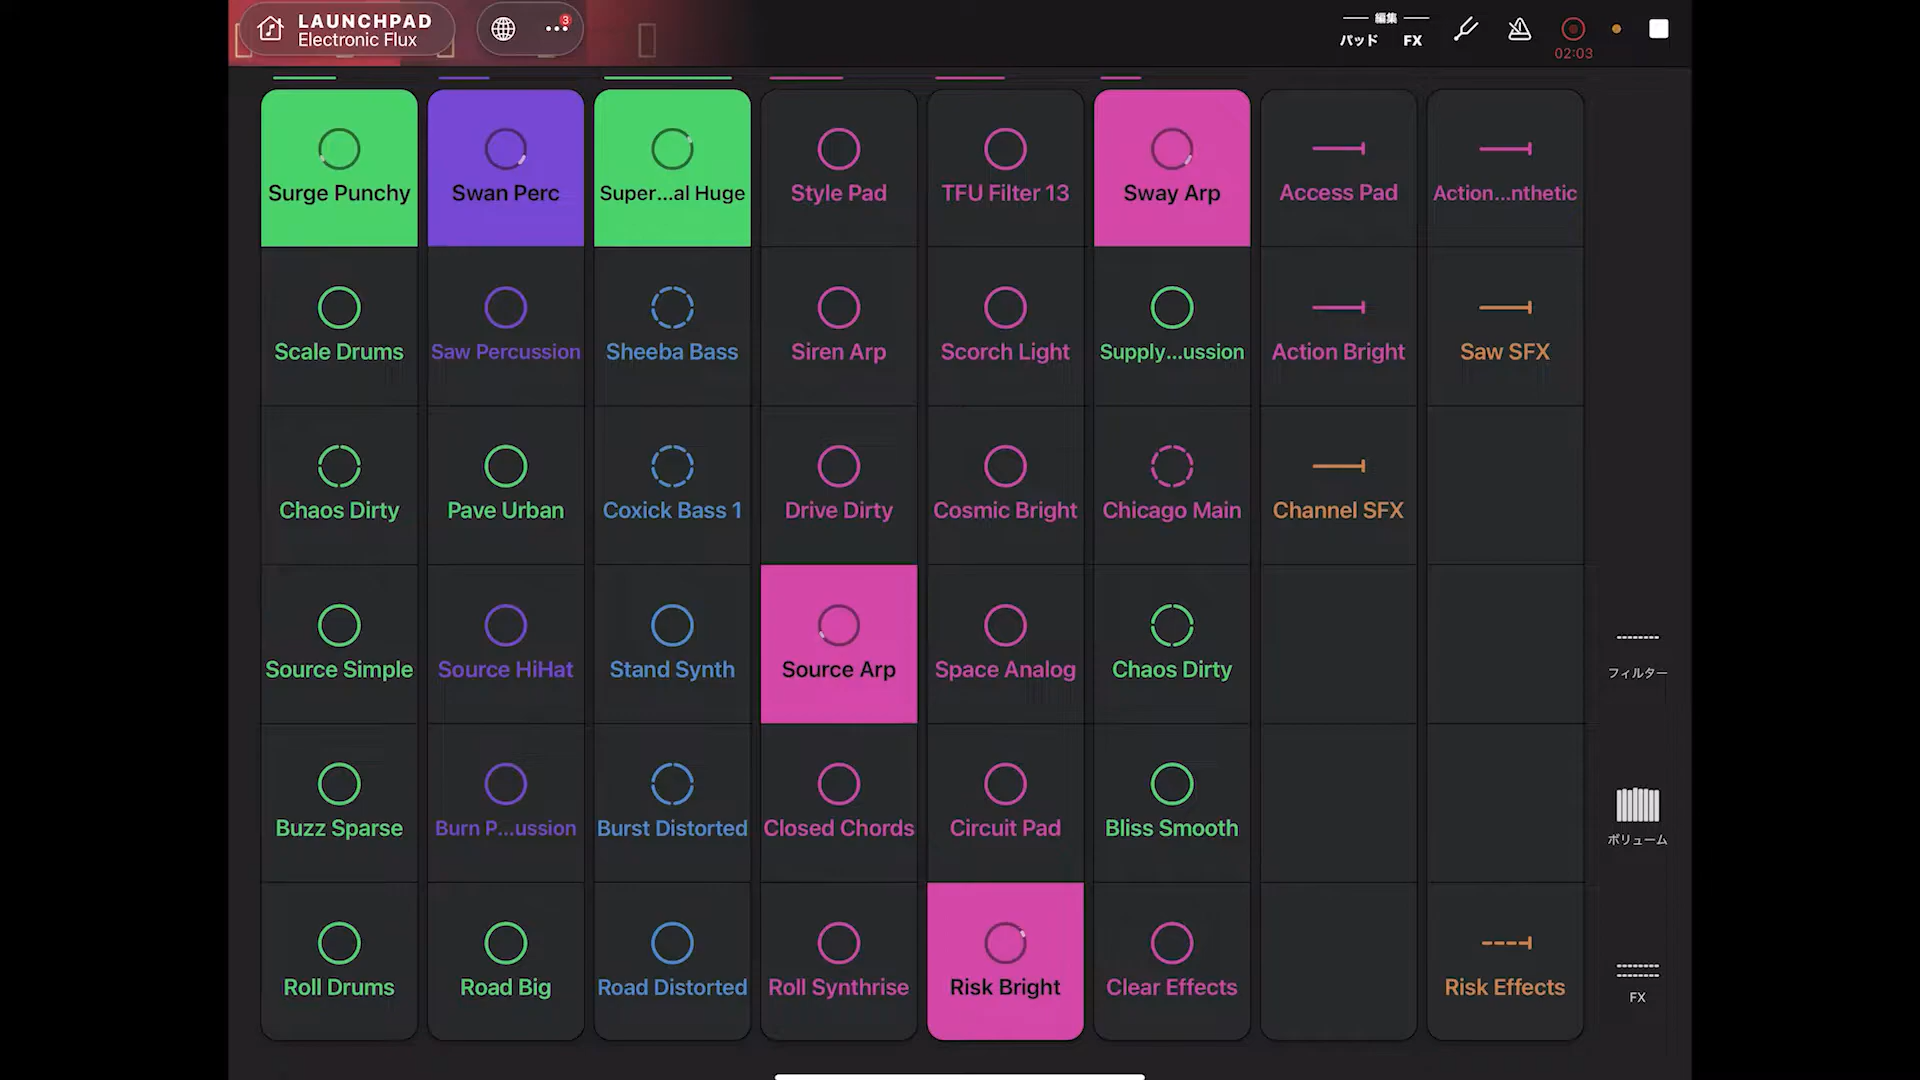 LAUNCHPAD
Electronic Flux
3
編集
パッド FX
02:03
Surge Punchy
Swan Perc
Super...al Huge
Style Pad
TFU Filter 13
Sway Arp
Access Pad
Action...nthetic
Scale Drums
Saw Percussion
Sheeba Bass
Siren Arp
Scorch Light
Supply...ussion
Action Bright
Saw SFX
Chaos Dirty
Pave Urban
Coxick Bass 1
Drive Dirty
Cosmic Bright
Chicago Main
Channel SFX
Source Simple
Source HiHat
Stand Synth
Source Arp
Space Analog
Chaos Dirty
フィルター
Buzz Sparse
Burn P...ussion
Burst Distorted
Closed Chords
Circuit Pad
Bliss Smooth
ボリューム
Roll Drums
Road Big
Road Distorted
Roll Synthrise
Risk Bright
Clear Effects
Risk Effects
FX